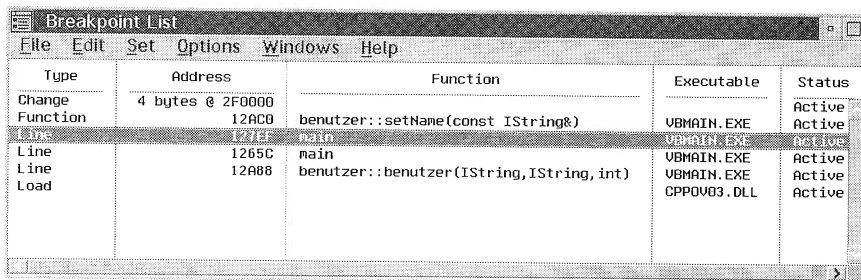 Breakpoint List
File Edit Set Options Windows Help
Type Address Function Executable Status
Change 4 bytes @ 2F0000 Active
Function 12AC0 benutzer::setName(const IString&) VBMAIN.EXE Active
Line 127EF main VBMAIN.EXE Active
Line 1265C main VBMAIN.EXE Active
Line 12A88 benutzer::benutzer(IString,IString,int) VBMAIN.EXE Active
Load CPPOV03.DLL Active